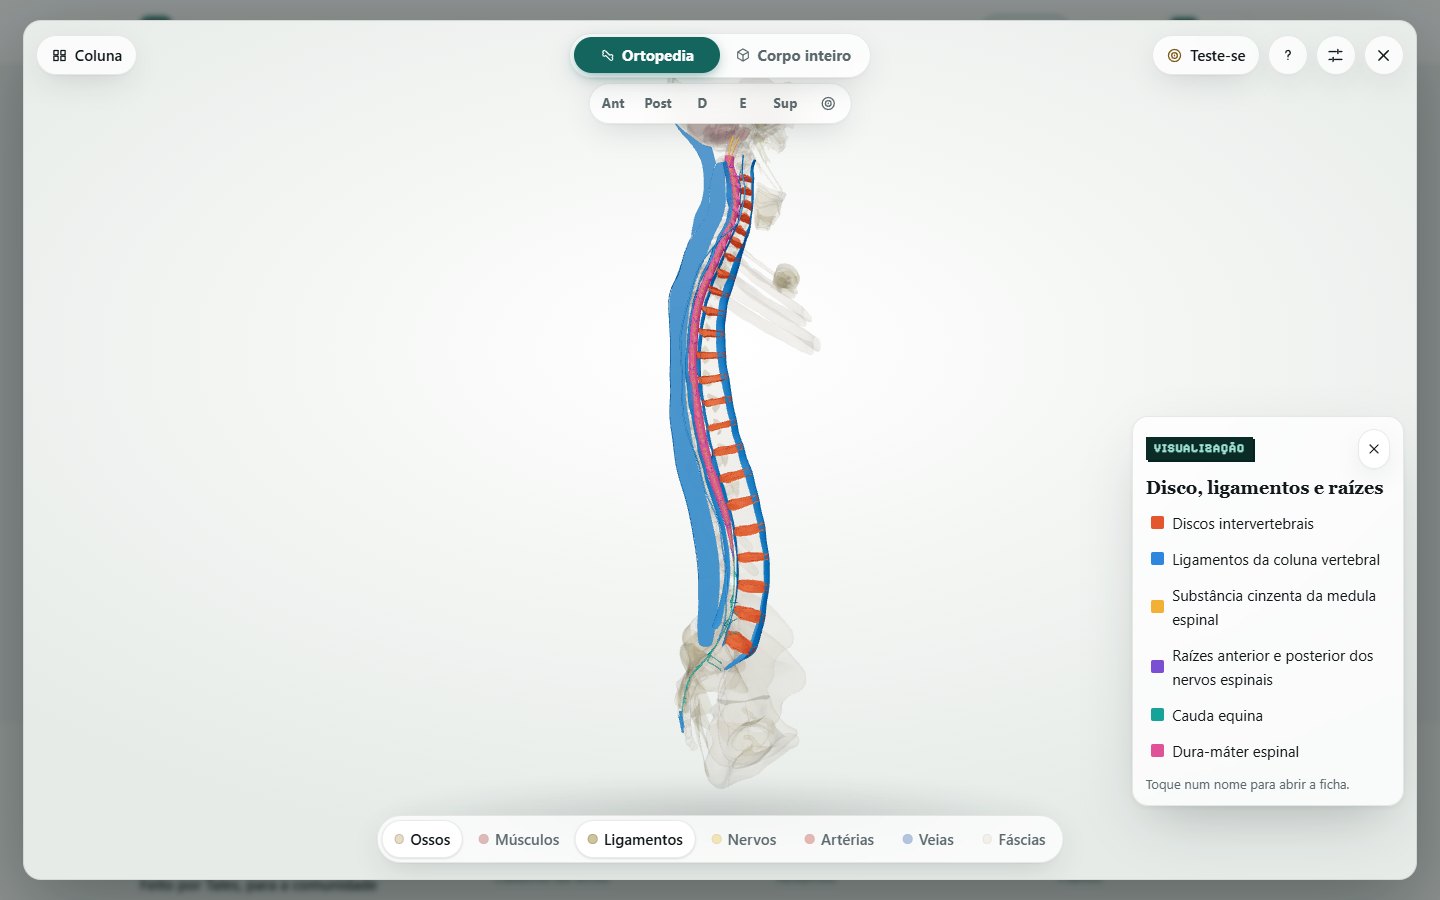 Coluna
Ortopedia
Corpo inteiro
Teste-se
?
Ant Post D E Sup
VISUALIZAÇÃO
Disco, ligamentos e raízes
Discos intervertebrais
Ligamentos da coluna vertebral
Substância cinzenta da medula
espinal
Raízes anterior e posterior dos
nervos espinais
Cauda equina
Dura-máter espinal
Toque num nome para abrir a ficha.
Ossos Músculos Ligamentos Nervos Artérias Veias Fáscias